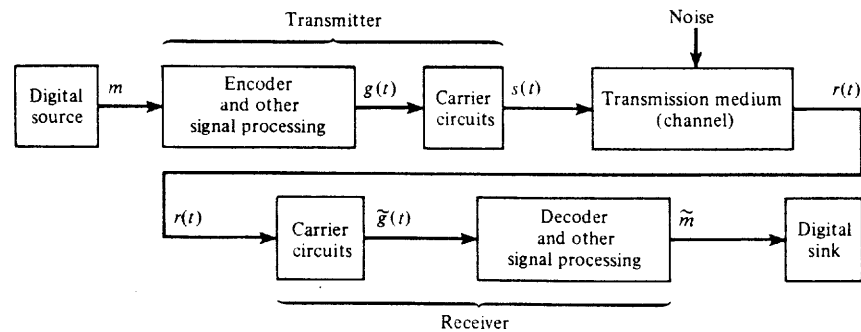 Transmitter
Noise
Digital
source
m
Encoder
and other
signal processing
g(t)
Carrier
circuits
s(t)
Transmission medium
(channel)
r(t)
r(t)
Carrier
circuits
g̃(t)
Decoder
and other
signal processing
m̃
Digital
sink
Receiver